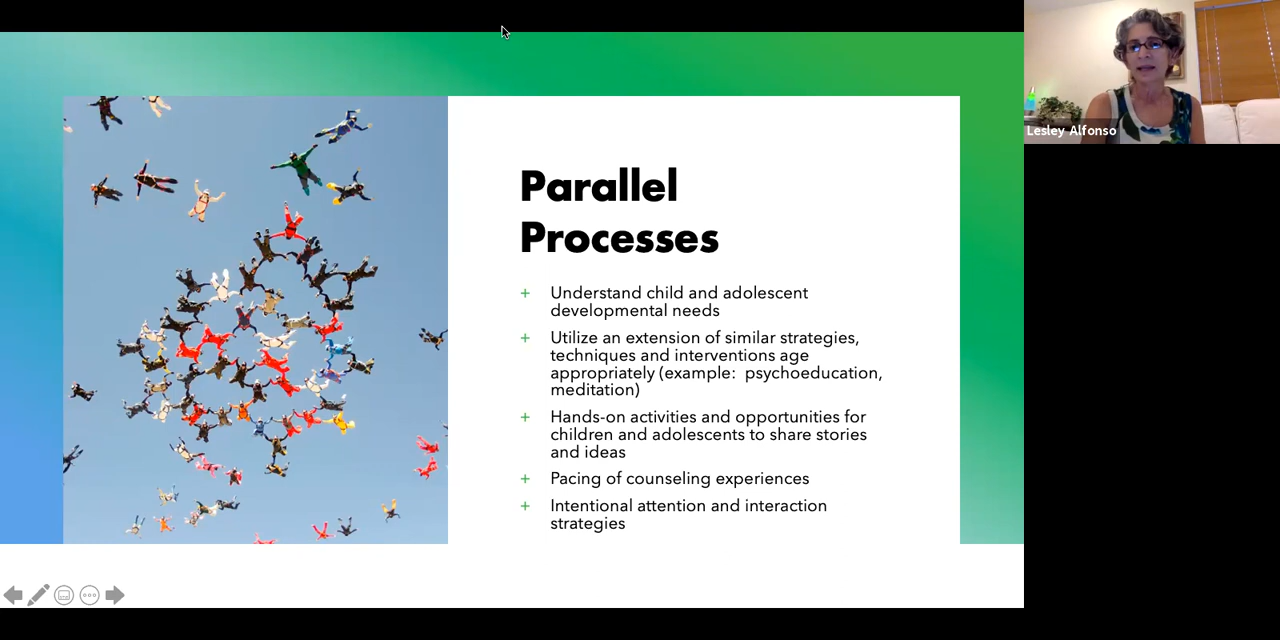 Parallel
Processes
+ Understand child and adolescent
developmental needs
+ Utilize an extension of similar strategies,
techniques and interventions age
appropriately (example:  psychoeducation,
meditation)
+ Hands-on activities and opportunities for
children and adolescents to share stories
and ideas
+ Pacing of counseling experiences
+ Intentional attention and interaction
strategies
Lesley Alfonso